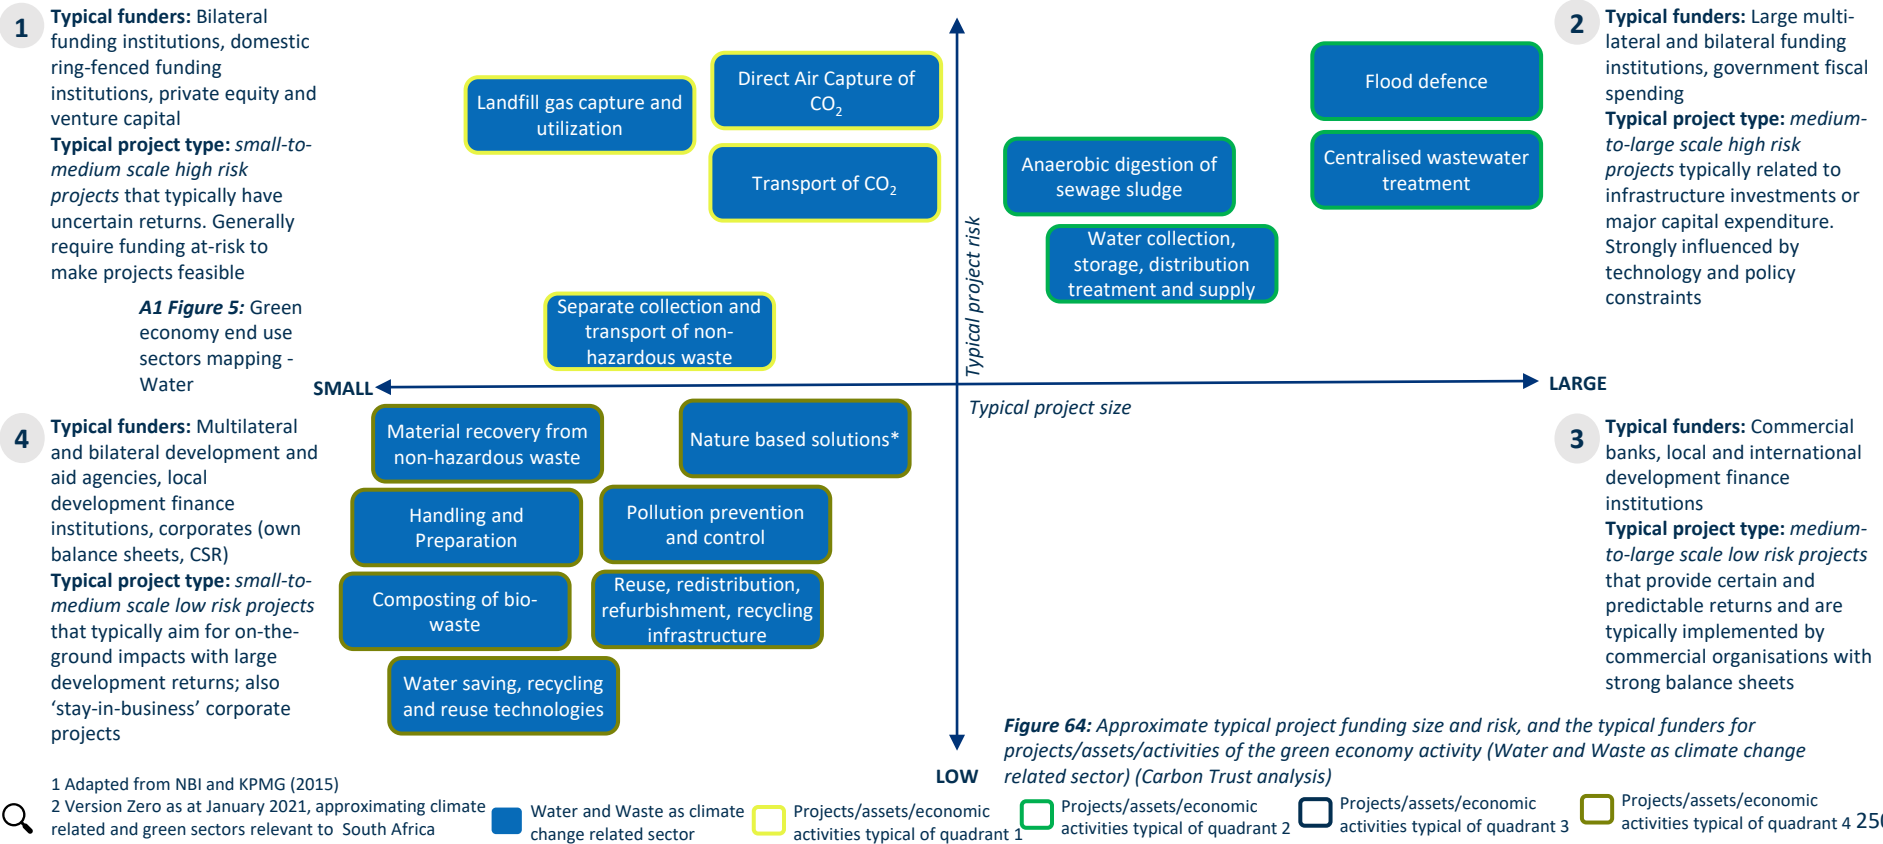 1
Typical funders: Bilateral
funding institutions, domestic
ring-fenced funding
institutions, private equity and
venture capital
Typical project type: small-to-
medium scale high risk
projects that typically have
uncertain returns. Generally
require funding at-risk to
make projects feasible
A1 Figure 5: Green
economy end use
sectors mapping -
Water
Landfill gas capture and
utilization
Direct Air Capture of
CO2
Transport of CO2
Separate collection and
transport of non-
hazardous waste
Typical project risk
Flood defence
Anaerobic digestion of
sewage sludge
Centralised wastewater
treatment
Water collection,
storage, distribution
treatment and supply
2
Typical funders: Large multi-
lateral and bilateral funding
institutions, government fiscal
spending
Typical project type: medium-
to-large scale high risk
projects typically related to
infrastructure investments or
major capital expenditure.
Strongly influenced by
technology and policy
constraints
SMALL
LARGE
Typical project size
4
Typical funders: Multilateral
and bilateral development and
aid agencies, local
development finance
institutions, corporates (own
balance sheets, CSR)
Typical project type: small-to-
medium scale low risk projects
that typically aim for on-the-
ground impacts with large
development returns; also
‘stay-in-business’ corporate
projects
Material recovery from
non-hazardous waste
Nature based solutions*
Handling and
Preparation
Pollution prevention
and control
Composting of bio-
waste
Reuse, redistribution,
refurbishment, recycling
infrastructure
Water saving, recycling
and reuse technologies
3
Typical funders: Commercial
banks, local and international
development finance
institutions
Typical project type: medium-
to-large scale low risk projects
that provide certain and
predictable returns and are
typically implemented by
commercial organisations with
strong balance sheets
LOW
Figure 64: Approximate typical project funding size and risk, and the typical funders for
projects/assets/activities of the green economy activity (Water and Waste as climate change
related sector) (Carbon Trust analysis)
1 Adapted from NBI and KPMG (2015)
2 Version Zero as at January 2021, approximating climate
related and green sectors relevant to South Africa
Water and Waste as climate
change related sector
Projects/assets/economic
activities typical of quadrant 1
Projects/assets/economic
activities typical of quadrant 2
Projects/assets/economic
activities typical of quadrant 3
Projects/assets/economic
activities typical of quadrant 4